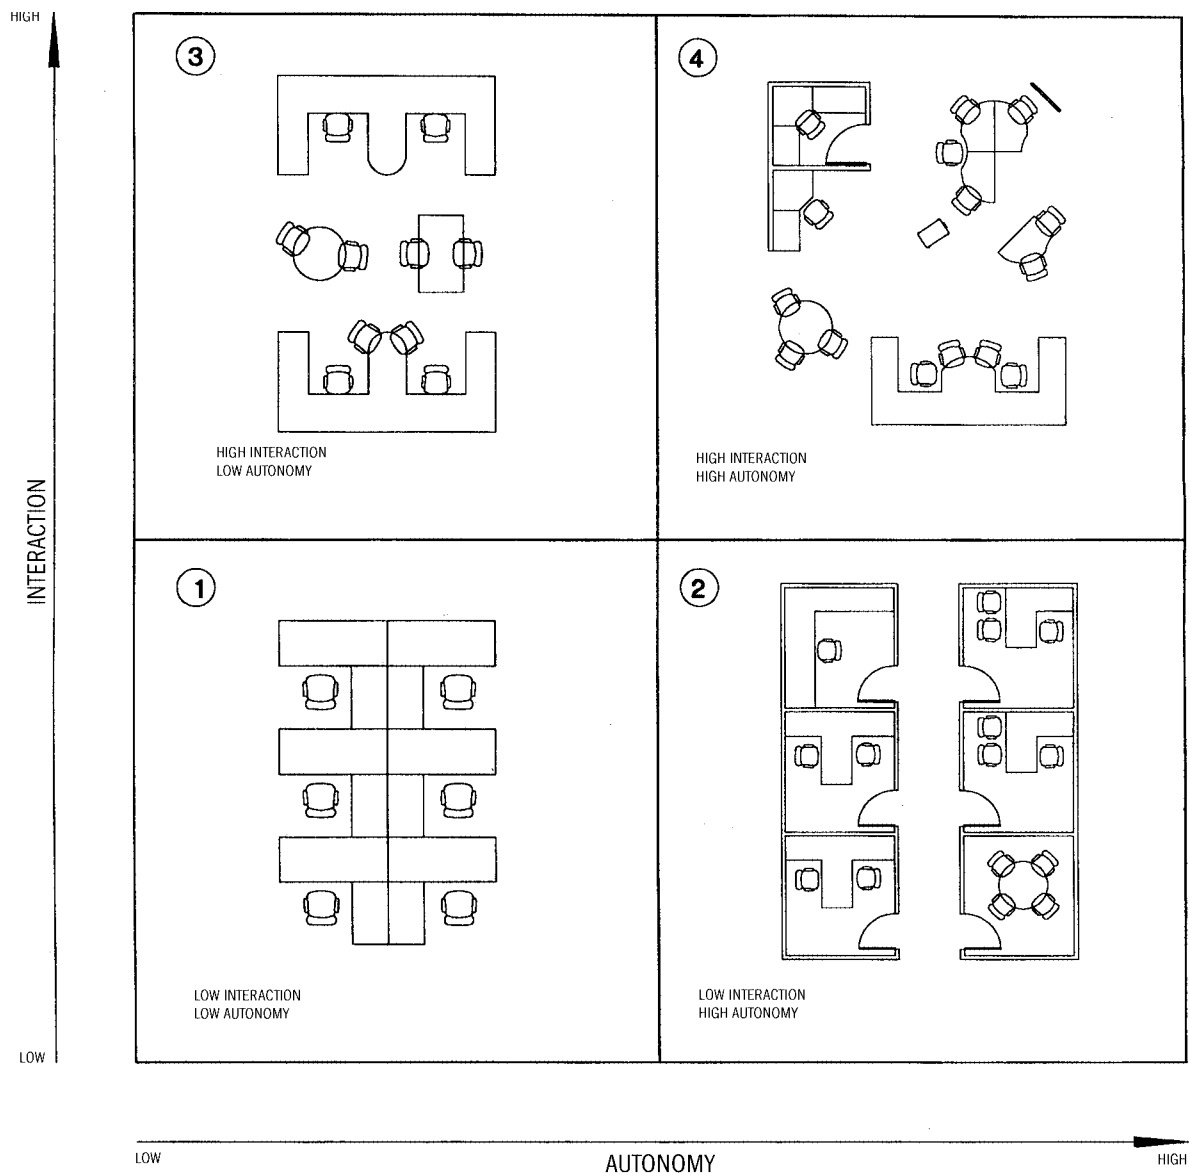 HIGH
3
4
HIGH INTERACTION
LOW AUTONOMY
HIGH INTERACTION
HIGH AUTONOMY
INTERACTION
1
2
LOW INTERACTION
LOW AUTONOMY
LOW INTERACTION
HIGH AUTONOMY
LOW
LOW
AUTONOMY
HIGH